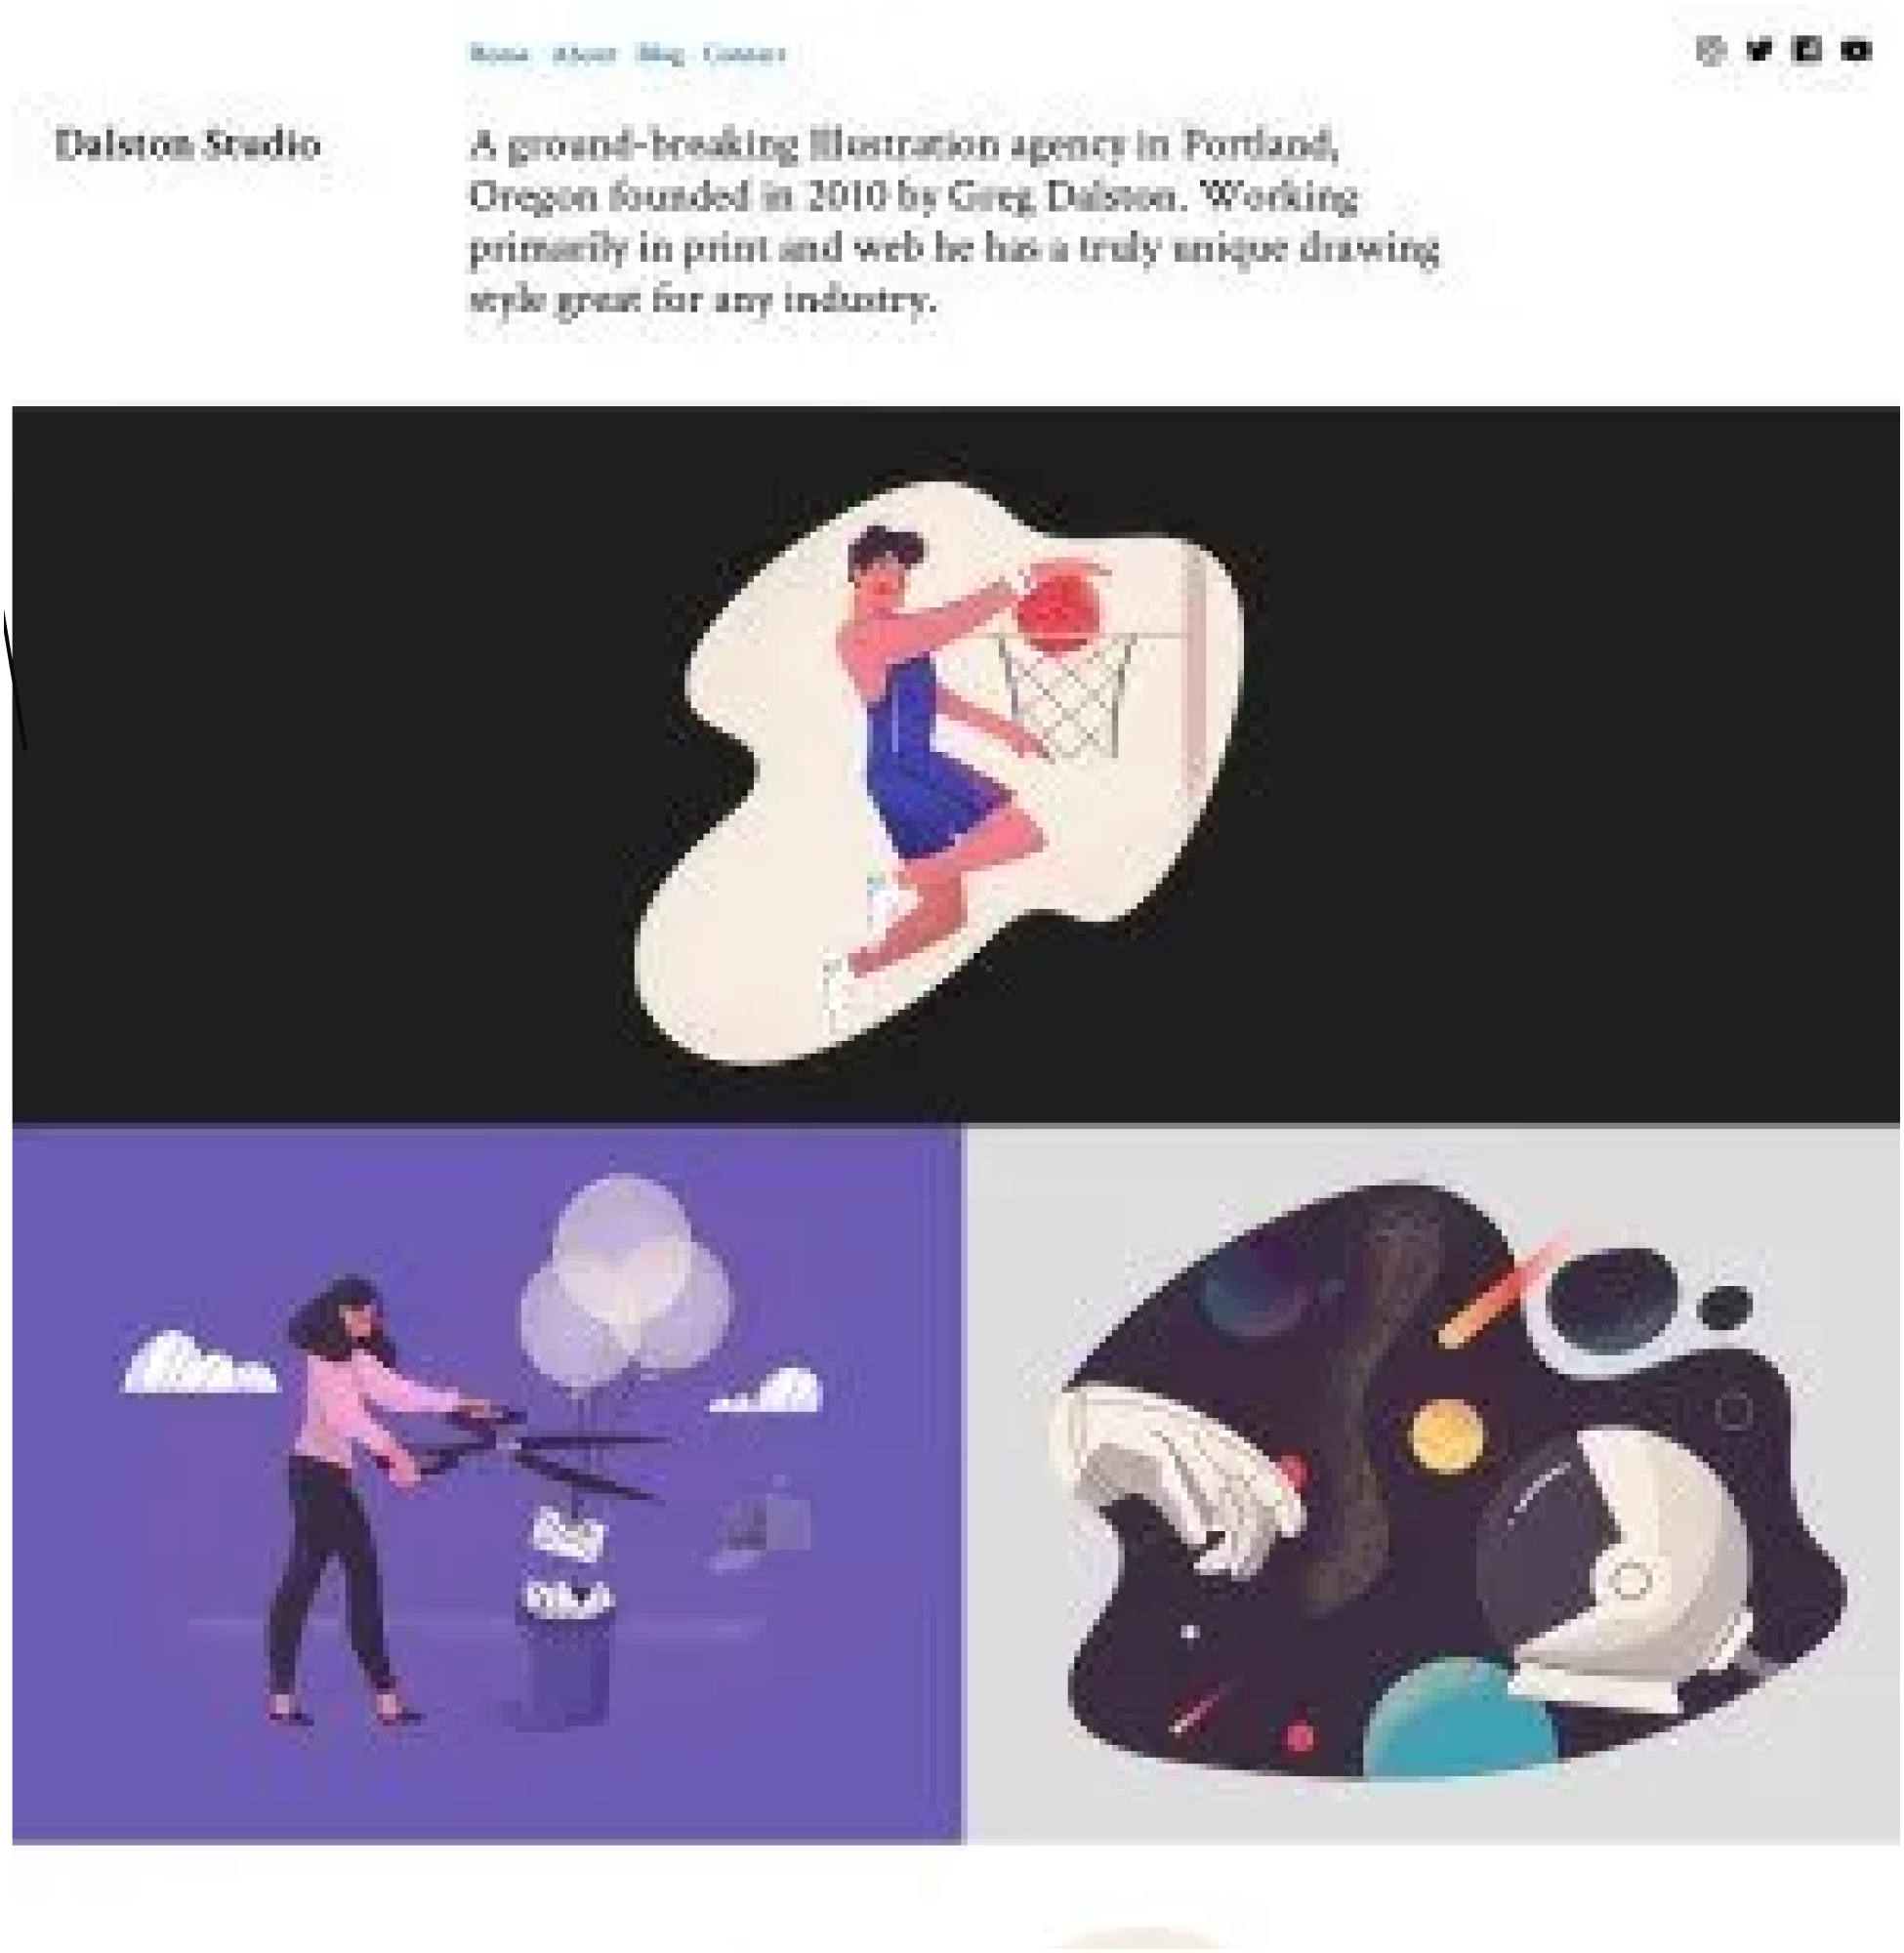 Home About Blog Contact
Dalston Studio
A ground-breaking Illustration agency in Portland,
Oregon founded in 2010 by Greg Dalston. Working
primarily in print and web he has a truly unique drawing
style great for any industry.